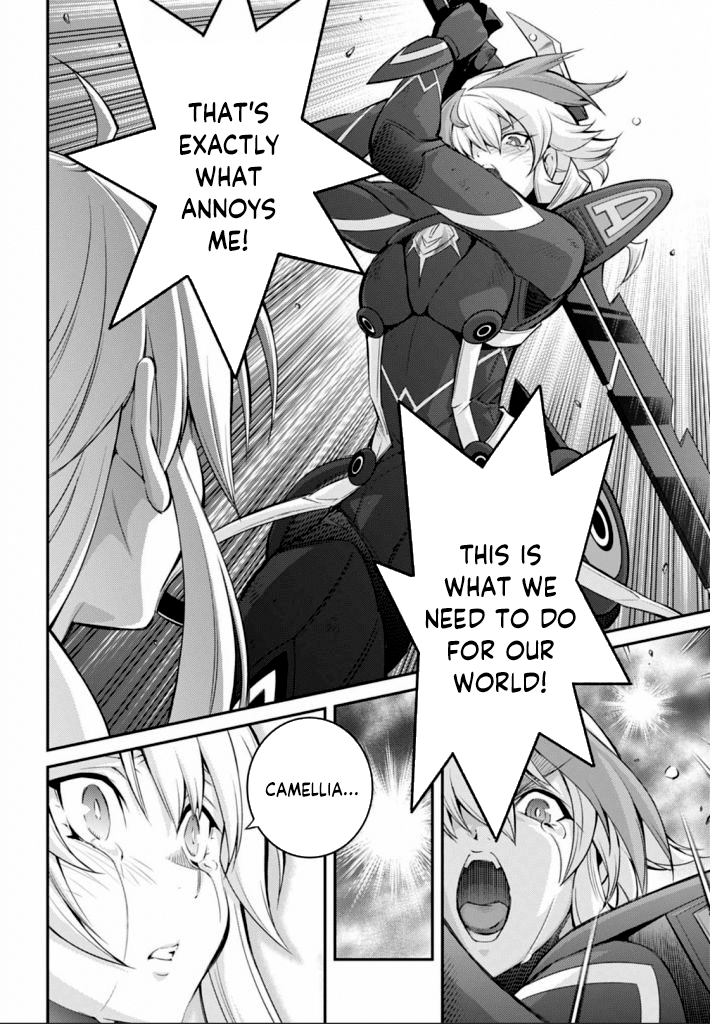 THAT'S
EXACTLY
WHAT
ANNOYS
ME!
THIS IS
WHAT WE
NEED TO DO
FOR OUR
WORLD!
CAMELLIA...